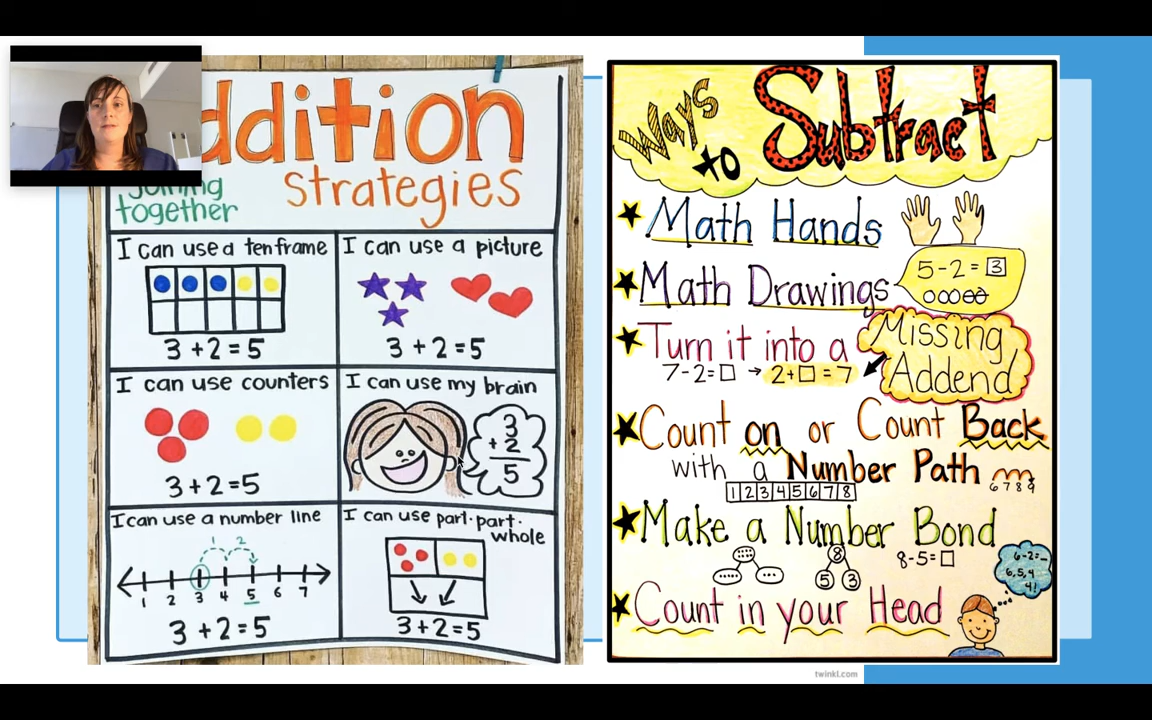 ddition
joining
together
Strategies
I can use a ten frame
3 + 2 = 5
I can use a picture
3 + 2 = 5
I can use counters
3 + 2 = 5
I can use my brain
3
+ 2
5
I can use a number line
1 2
1 2 3 4 5 6 7
3 + 2 = 5
I can use part-part-
whole
3 + 2 = 5
Ways
to
Subtract
Math Hands
Math Drawings
5 - 2 = 3
Turn it into a
Missing
Addend
7 - 2 = □ → 2 + □ = 7
Count on or Count Back
with a Number Path
6 7 8 9
1 2 3 4 5 6 7 8
Make a Number Bond
8
5 3
8 - 5 = □
6 - 2 = _
6, 5, 4
4!
Count in your Head
twinkl.com